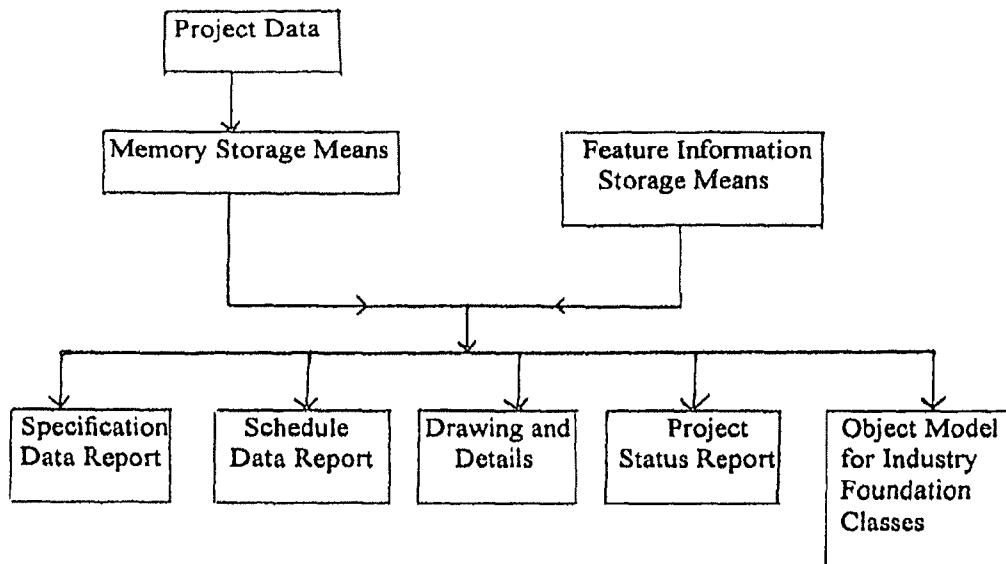 Project Data
Memory Storage Means
Feature Information
Storage Means
Specification
Data Report
Schedule
Data Report
Drawing and
Details
Project
Status Report
Object Model
for Industry
Foundation
Classes